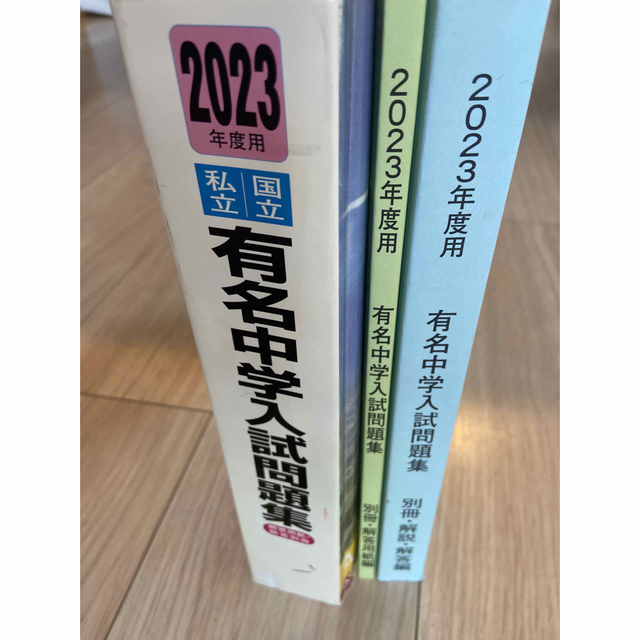 2023
年度用
国立
私立
有名中学入試問題集
2023年度用
有名中学入試問題集
別冊・解答用紙編
2023年度用
有名中学入試問題集
別冊・解説・解答編